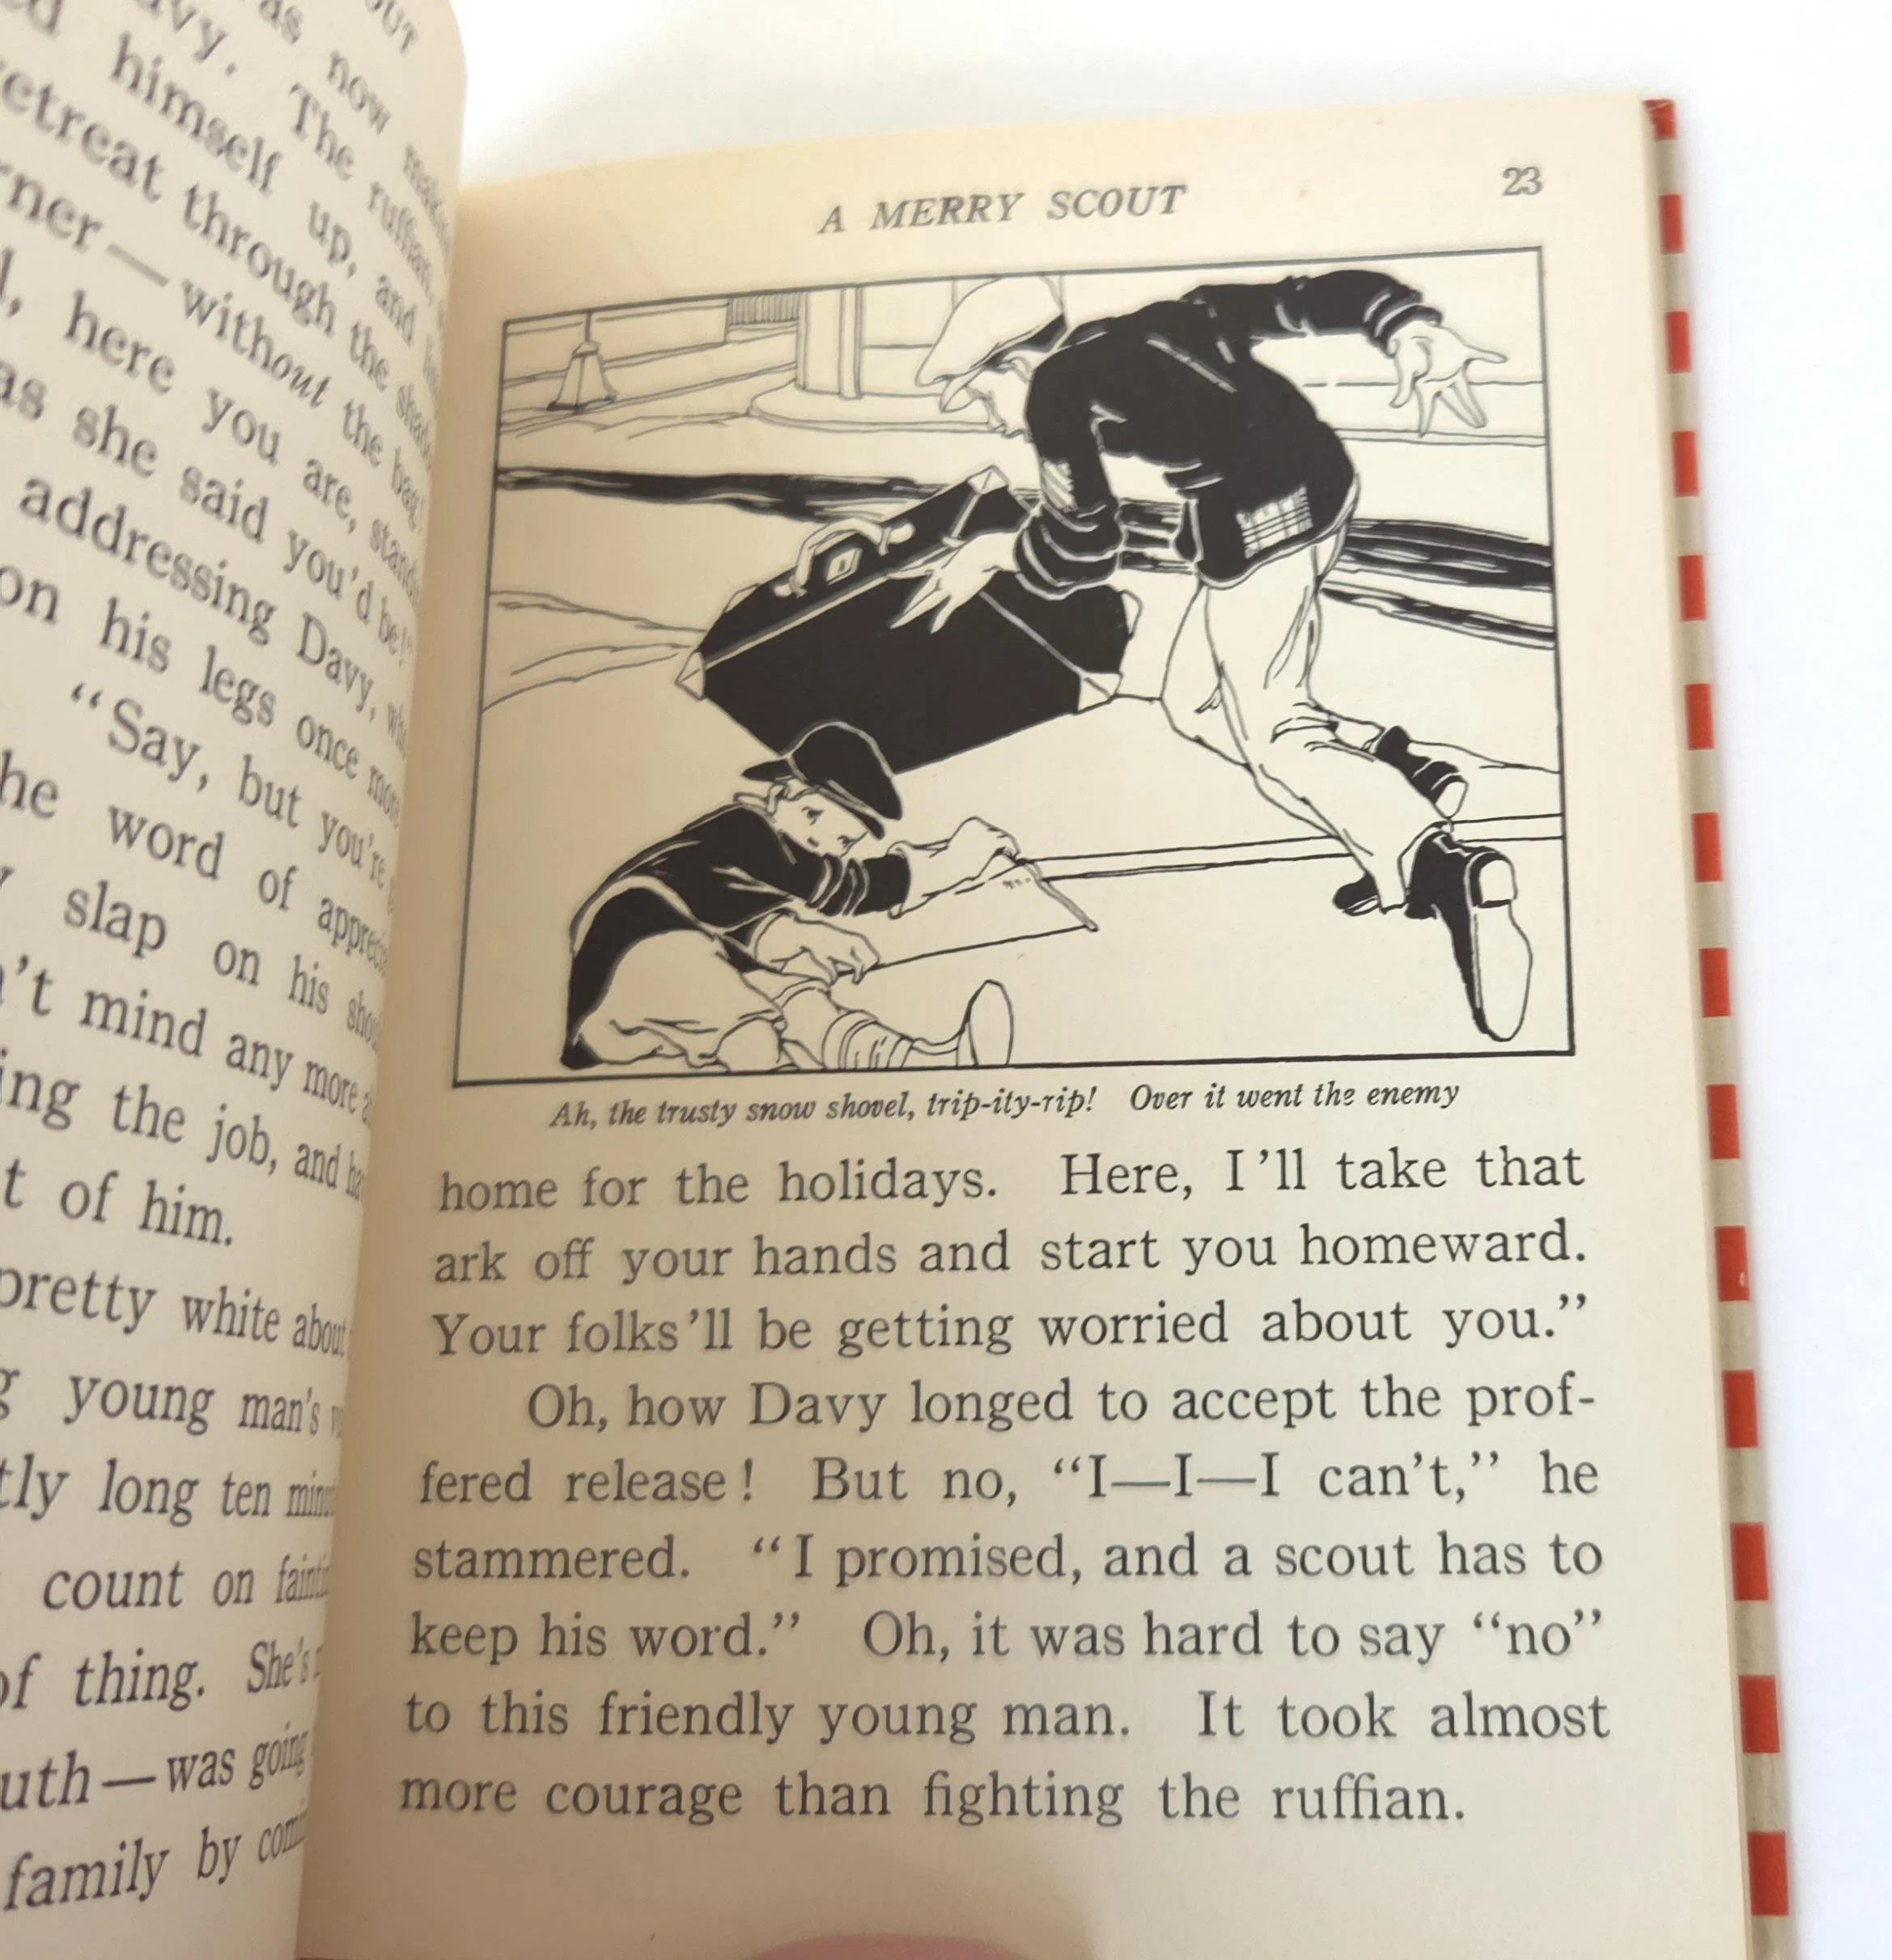 OUT
as now
avy. The ruffian,
himself up, and
etreat through the
rner—without the bag!
, here you are,
as she said you'd be!"
addressing Davy,
on his legs once more
"Say, but you're
he word of
slap on his
't mind any more
ing the job, and
t of him.
pretty white about
young man's
tly long ten
count on
of thing. She's
uth—was going
family by
A MERRY SCOUT
23
Ah, the trusty snow shovel, trip-ity-rip! Over it went the enemy
home for the holidays. Here, I'll take that
ark off your hands and start you homeward.
Your folks'll be getting worried about you."
Oh, how Davy longed to accept the prof-
fered release! But no, "I—I—I can't," he
stammered. "I promised, and a scout has to
keep his word." Oh, it was hard to say "no"
to this friendly young man. It took almost
more courage than fighting the ruffian.